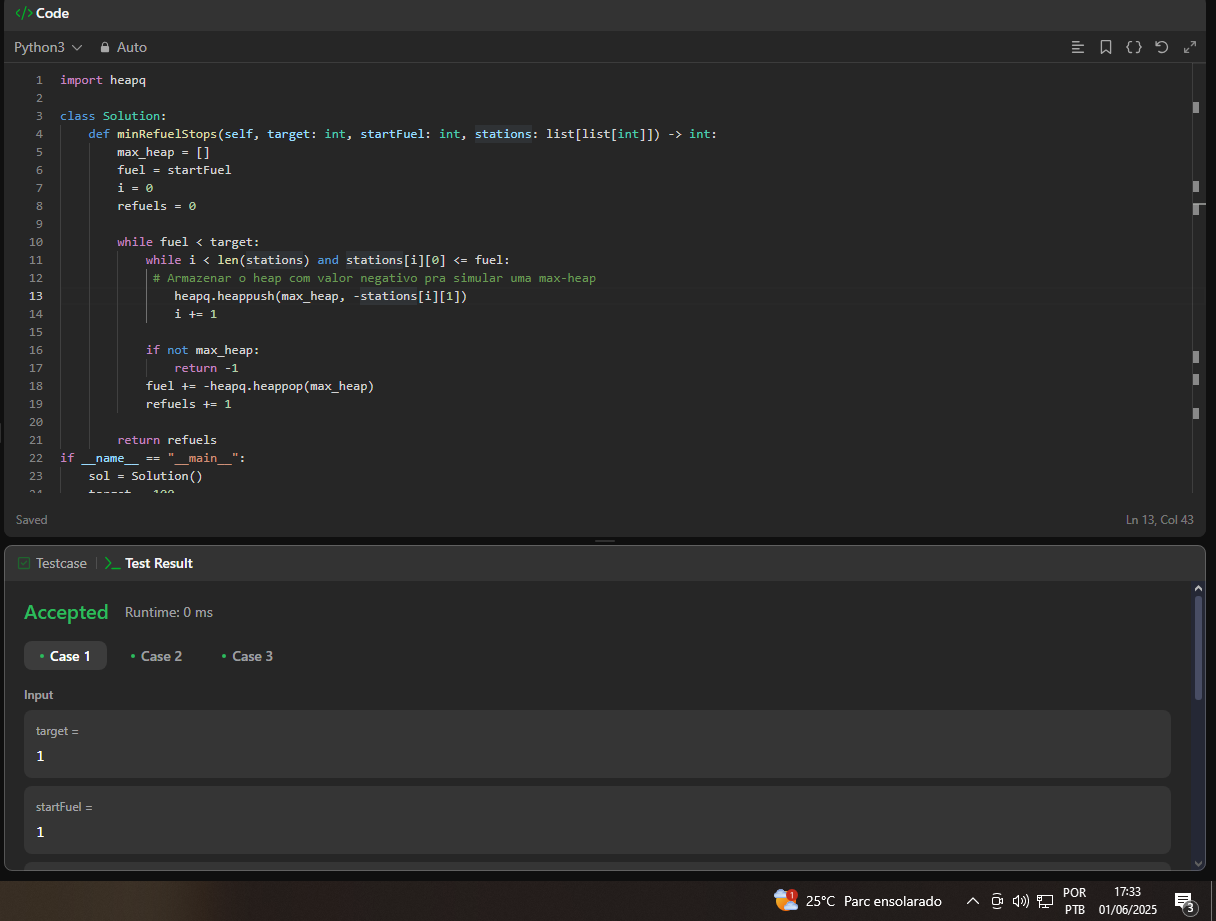 </> Code
Python3 Auto
1 import heapq
2
3 class Solution:
4 def minRefuelStops(self, target: int, startFuel: int, stations: list[list[int]]) -> int:
5 max_heap = []
6 fuel = startFuel
7 i = 0
8 refuels = 0
9
10 while fuel < target:
11 while i < len(stations) and stations[i][0] <= fuel:
12 # Armazenar o heap com valor negativo pra simular uma max-heap
13 heapq.heappush(max_heap, -stations[i][1])
14 i += 1
15
16 if not max_heap:
17 return -1
18 fuel += -heapq.heappop(max_heap)
19 refuels += 1
20
21 return refuels
22 if __name__ == "__main__":
23 sol = Solution()
24 target = 100
Saved Ln 13, Col 43
Testcase Test Result
Accepted Runtime: 0 ms
Case 1 Case 2 Case 3
Input
target =
1
startFuel =
1
1 25°C Parc ensolarado POR 17:33
PTB 01/06/2025 3